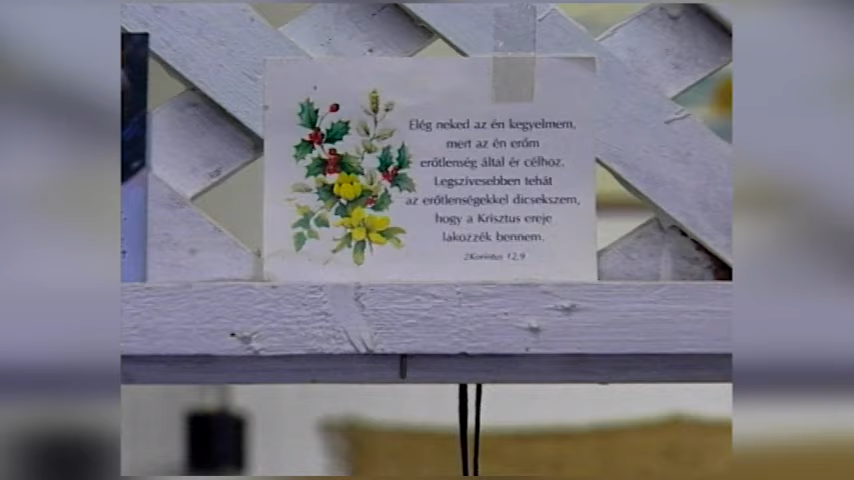 Elég neked az én kegyelmem,
mert az én erőm
erőtlenség által ér célhoz.
Legszívesebben tehát
az erőtlenségekkel dicsekszem,
hogy a Krisztus ereje
lakozzék bennem.
2Korintus 12,9